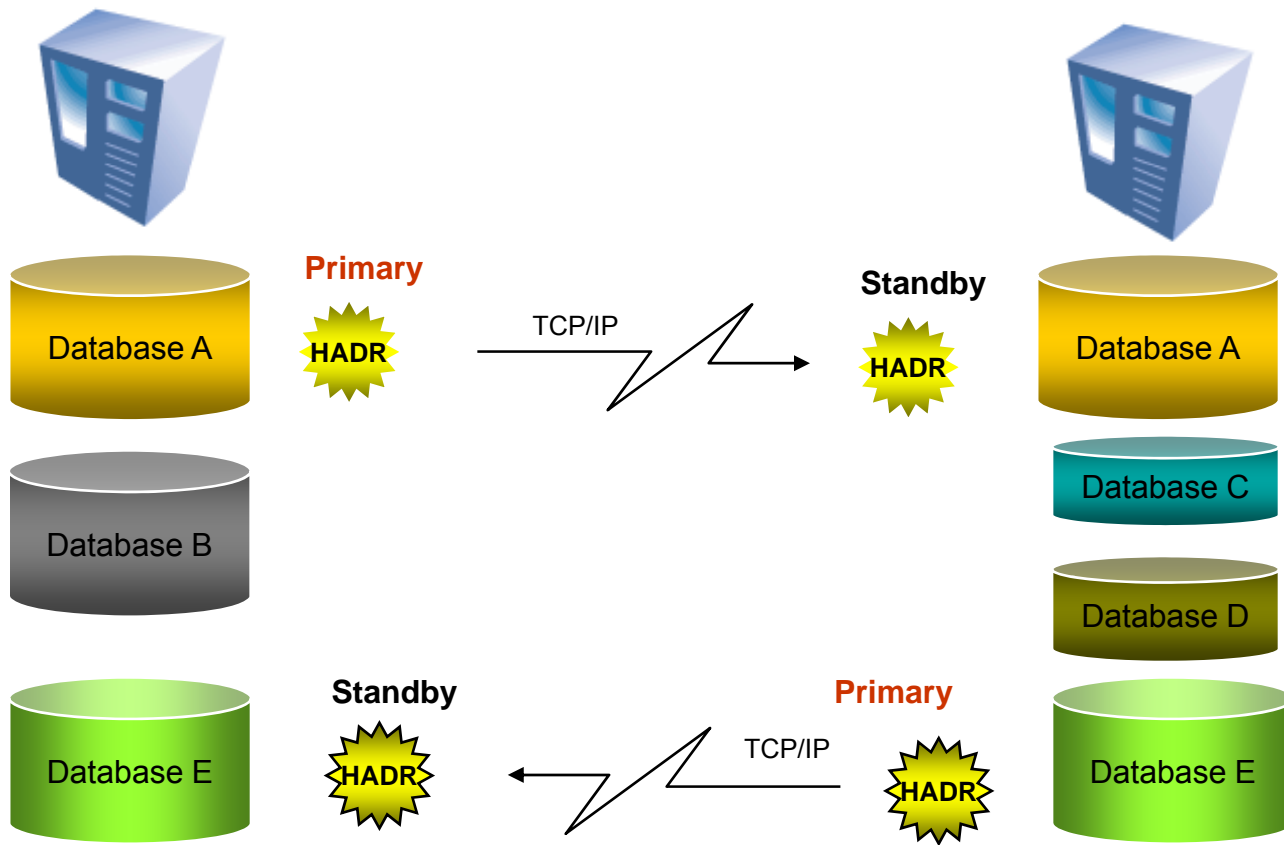 Primary
Standby
Database A
HADR
TCP/IP
HADR
Database A
Database C
Database B
Database D
Standby
Primary
Database E
HADR
TCP/IP
HADR
Database E